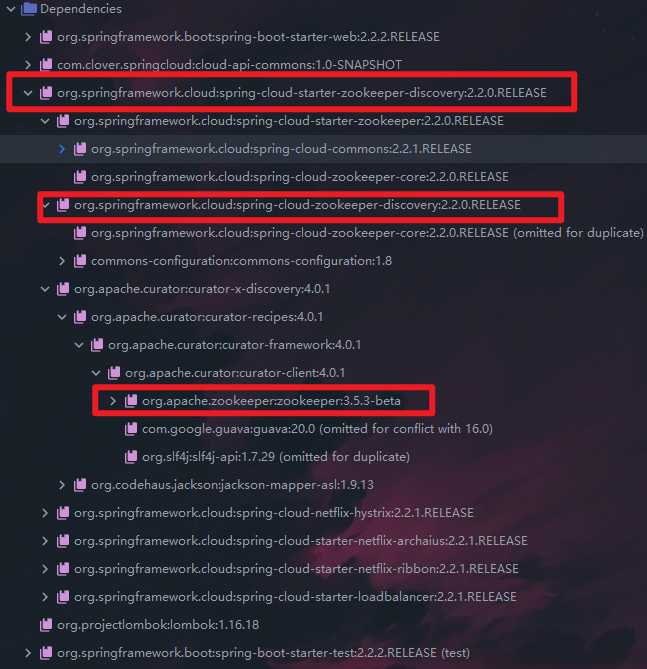 Dependencies
org.springframework.boot:spring-boot-starter-web:2.2.2.RELEASE
com.clover.springcloud:cloud-api-commons:1.0-SNAPSHOT
org.springframework.cloud:spring-cloud-starter-zookeeper-discovery:2.2.0.RELEASE
org.springframework.cloud:spring-cloud-starter-zookeeper:2.2.0.RELEASE
org.springframework.cloud:spring-cloud-commons:2.2.1.RELEASE
org.springframework.cloud:spring-cloud-zookeeper-core:2.2.0.RELEASE
org.springframework.cloud:spring-cloud-zookeeper-discovery:2.2.0.RELEASE
org.springframework.cloud:spring-cloud-zookeeper-core:2.2.0.RELEASE (omitted for duplicate)
commons-configuration:commons-configuration:1.8
org.apache.curator:curator-x-discovery:4.0.1
org.apache.curator:curator-recipes:4.0.1
org.apache.curator:curator-framework:4.0.1
org.apache.curator:curator-client:4.0.1
org.apache.zookeeper:zookeeper:3.5.3-beta
com.google.guava:guava:20.0 (omitted for conflict with 16.0)
org.slf4j:slf4j-api:1.7.29 (omitted for duplicate)
org.codehaus.jackson:jackson-mapper-asl:1.9.13
org.springframework.cloud:spring-cloud-netflix-hystrix:2.2.1.RELEASE
org.springframework.cloud:spring-cloud-starter-netflix-archaius:2.2.1.RELEASE
org.springframework.cloud:spring-cloud-starter-netflix-ribbon:2.2.1.RELEASE
org.springframework.cloud:spring-cloud-starter-loadbalancer:2.2.1.RELEASE
org.projectlombok:lombok:1.16.18
org.springframework.boot:spring-boot-starter-test:2.2.2.RELEASE (test)